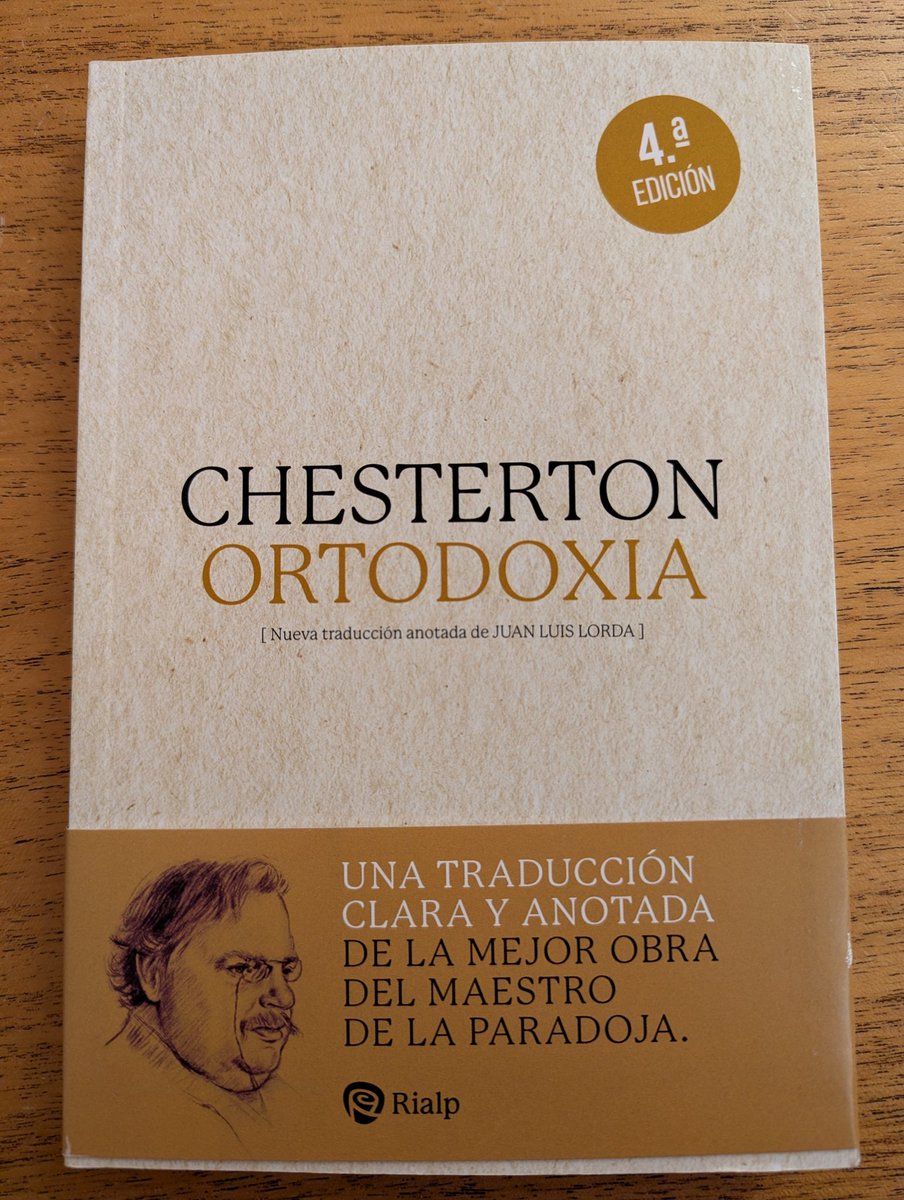 4.ª
EDICIÓN
CHESTERTON
ORTODOXIA
[ Nueva traducción anotada de JUAN LUIS LORDA ]
UNA TRADUCCIÓN
CLARA Y ANOTADA
DE LA MEJOR OBRA
DEL MAESTRO
DE LA PARADOJA.
Rialp